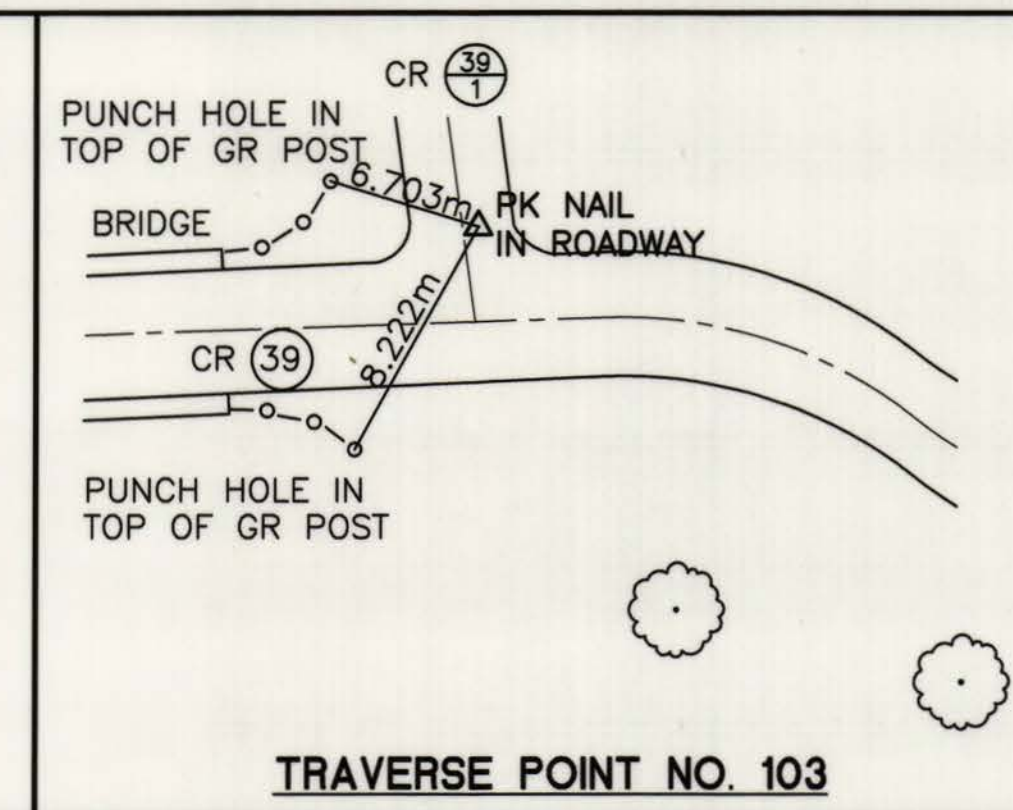 CR 39
1
PUNCH HOLE IN
TOP OF GR POST
6.703m
PK NAIL
IN ROADWAY
BRIDGE
8.222m
CR 39
PUNCH HOLE IN
TOP OF GR POST
TRAVERSE POINT NO. 103